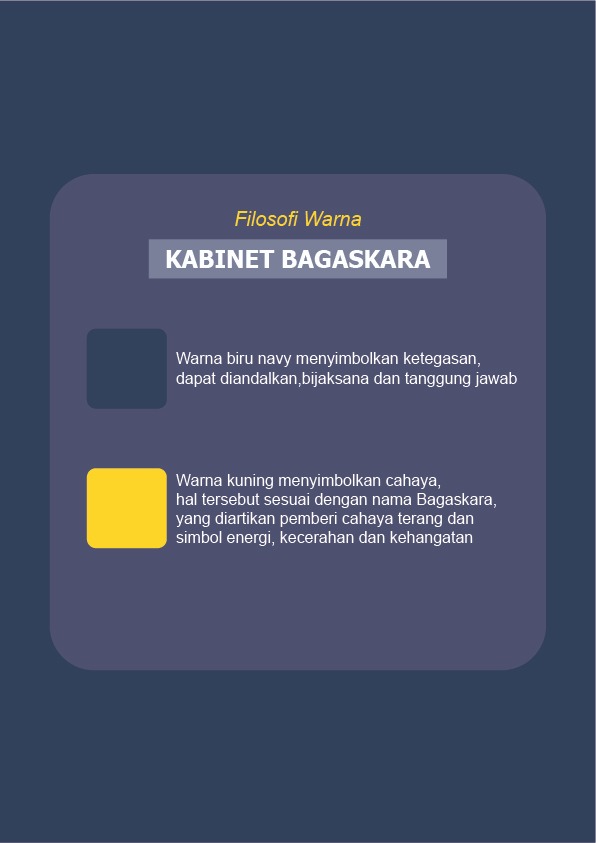 Filosofi Warna
KABINET BAGASKARA
Warna biru navy menyimbolkan ketegasan,
dapat diandalkan,bijaksana dan tanggung jawab
Warna kuning menyimbolkan cahaya,
hal tersebut sesuai dengan nama Bagaskara,
yang diartikan pemberi cahaya terang dan
simbol energi, kecerahan dan kehangatan